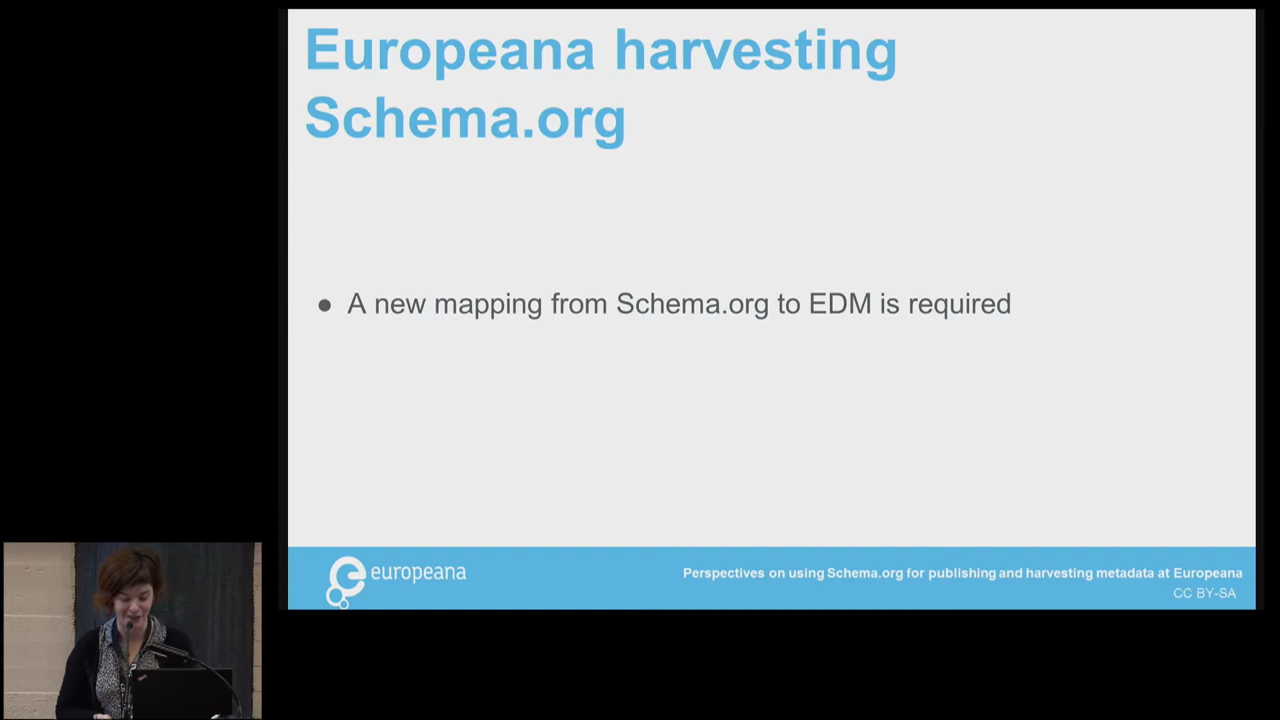 Europeana harvesting
Schema.org
● A new mapping from Schema.org to EDM is required
europeana
Perspectives on using Schema.org for publishing and harvesting metadata at Europeana
CC BY-SA